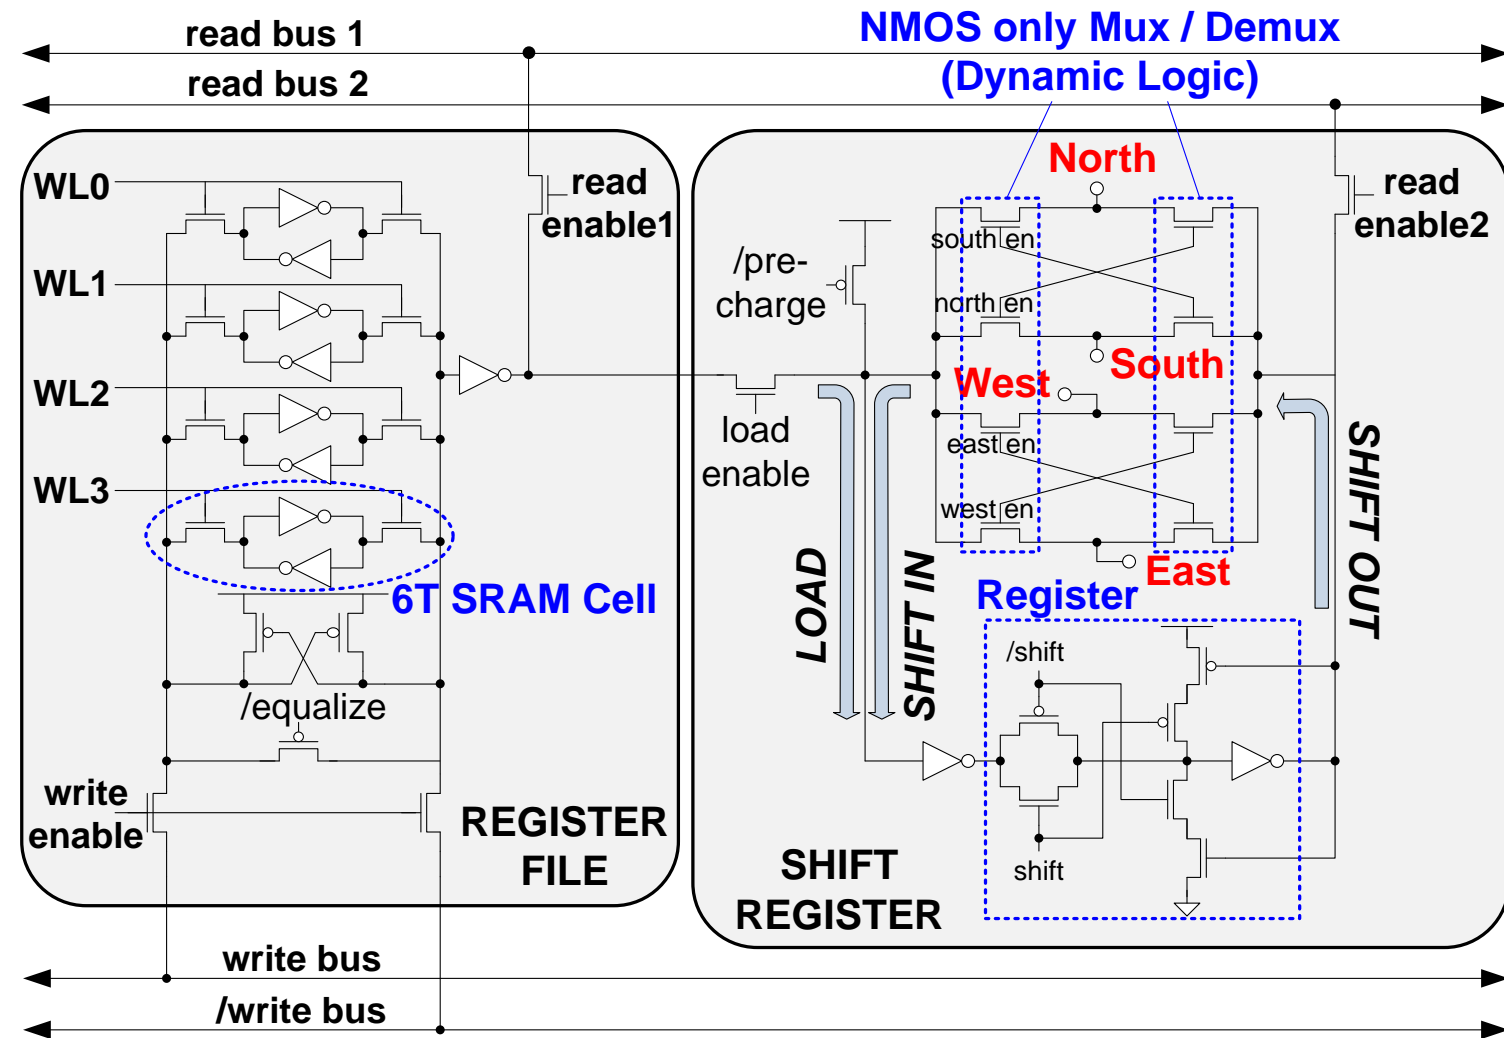 read bus 1
NMOS only Mux / Demux
read bus 2
(Dynamic Logic)
WL0
read
enable1
North
read
enable2
south en
/pre-
charge
WL1
north en
South
West
WL2
load
enable
east en
SHIFT OUT
WL3
west en
East
LOAD
SHIFT IN
6T SRAM Cell
Register
/shift
/equalize
write
enable
REGISTER
FILE
shift
SHIFT
REGISTER
write bus
/write bus